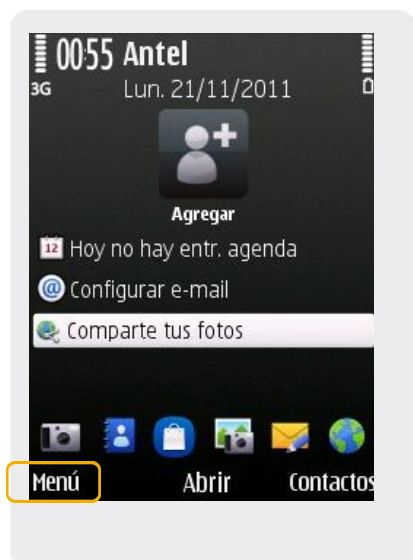 00:55 Antel
3G Lun. 21/11/2011
Agregar
12 Hoy no hay entr. agenda
@ Configurar e-mail
Comparte tus fotos
Menú Abrir Contactos